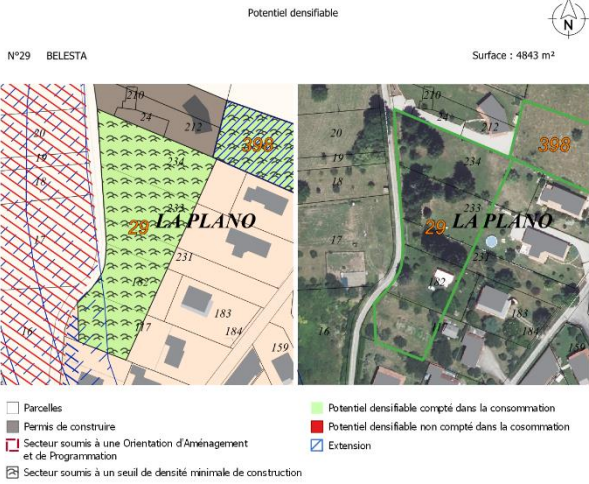 Potentiel densifiable
N
N°29 BELESTA
Surface : 4843 m²
210
24
212
20
398
19
234
18
233
29
LA PLANO
17
231
182
183
16
117
184
159
210
24
212
20
398
19
234
18
233
29
LA PLANO
17
231
182
183
16
117
184
159
Parcelles
Permis de construire
Secteur soumis à une Orientation d'Aménagement
et de Programmation
Secteur soumis à un seuil de densité minimale de construction
Potentiel densifiable compté dans la consommation
Potentiel densifiable non compté dans la cosommation
Extension